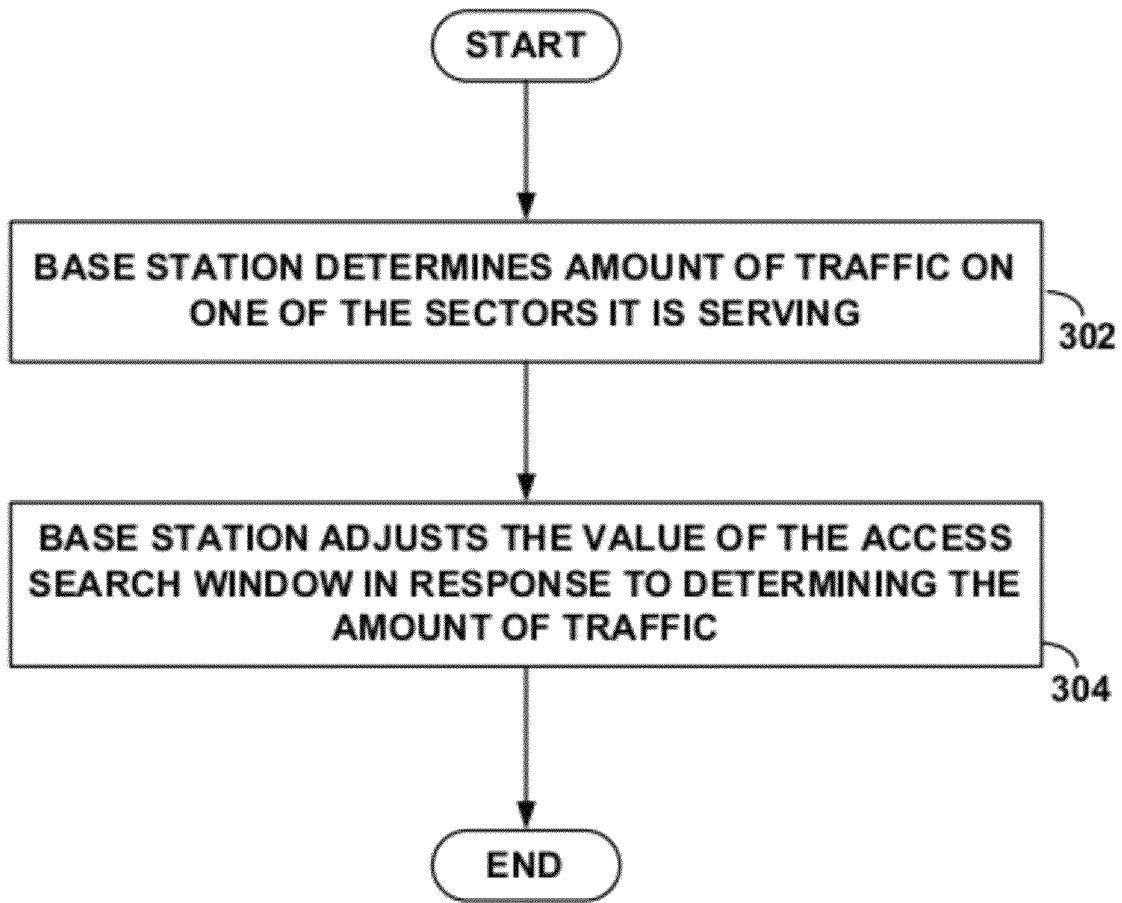 START
BASE STATION DETERMINES AMOUNT OF TRAFFIC ON
ONE OF THE SECTORS IT IS SERVING
302
BASE STATION ADJUSTS THE VALUE OF THE ACCESS
SEARCH WINDOW IN RESPONSE TO DETERMINING THE
AMOUNT OF TRAFFIC
304
END